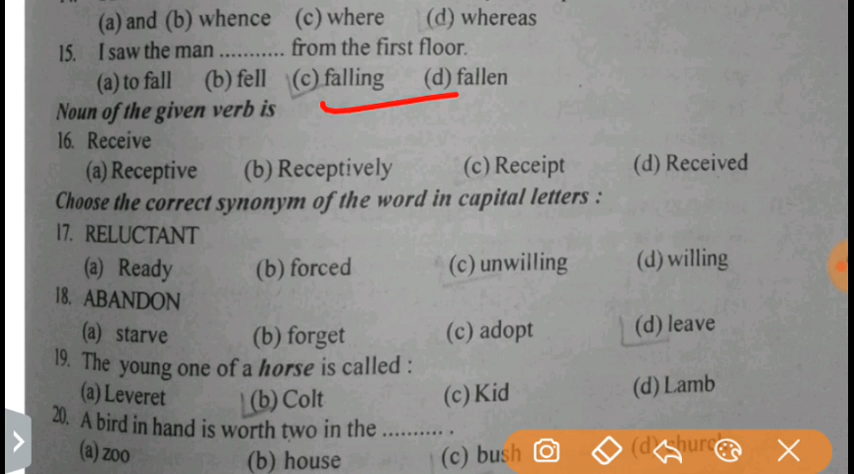 (a) and (b) whence (c) where (d) whereas
15. I saw the man ........... from the first floor.
(a) to fall (b) fell (c) falling (d) fallen
Noun of the given verb is
16. Receive
(a) Receptive (b) Receptively (c) Receipt (d) Received
Choose the correct synonym of the word in capital letters :
17. RELUCTANT
(a) Ready (b) forced (c) unwilling (d) willing
18. ABANDON
(a) starve (b) forget (c) adopt (d) leave
19. The young one of a horse is called :
(a) Leveret (b) Colt (c) Kid (d) Lamb
20. A bird in hand is worth two in the ........... .
(a) zoo (b) house (c) bush (d)